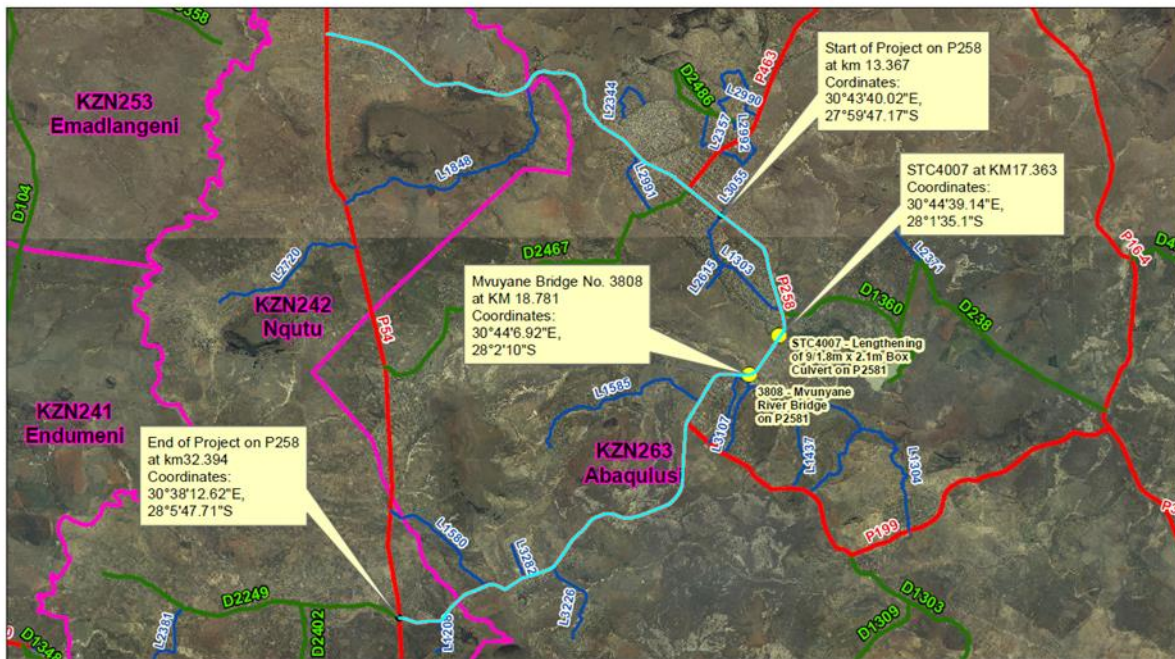 KZN253
Emadlangeni
D104
L1848
L2344
D2486
L2357
L2990
L2992
P463
L2991
L3055
Start of Project on P258
at km 13.367
Cordinates:
30°43'40.02"E,
27°59'47.17"S
STC4007 at KM17.363
Coordinates:
30°44'39.14"E,
28°1'35.1"S
L2720
KZN242
Nqutu
P54
D2467
L2615
L1303
P258
D1360
L2371
D238
P16-4
Mvuyane Bridge No. 3808
at KM 18.781
Coordinates:
30°44'6.92"E,
28°2'10"S
STC4007 - Lengthening
of 9/1.8m x 2.1m Box
Culvert on P2581
3808 - Mvunyane
River Bridge
on P2581
L1585
L3107
L1437
L1304
KZN241
Endumeni
KZN263
Abaqulusi
End of Project on P258
at km32.394
Coordinates:
30°38'12.62"E,
28°5'47.71"S
P199
L1580
L3282
L3226
D2249
D2402
L2381
D1348
D1303
D1309